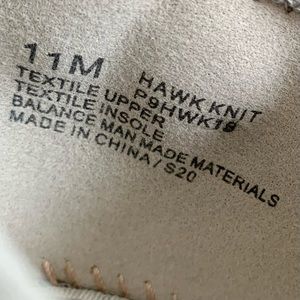 11M HAWK KNIT
TEXTILE UPPER P9HWK19
TEXTILE INSOLE
BALANCE MAN MADE MATERIALS
MADE IN CHINA/S20